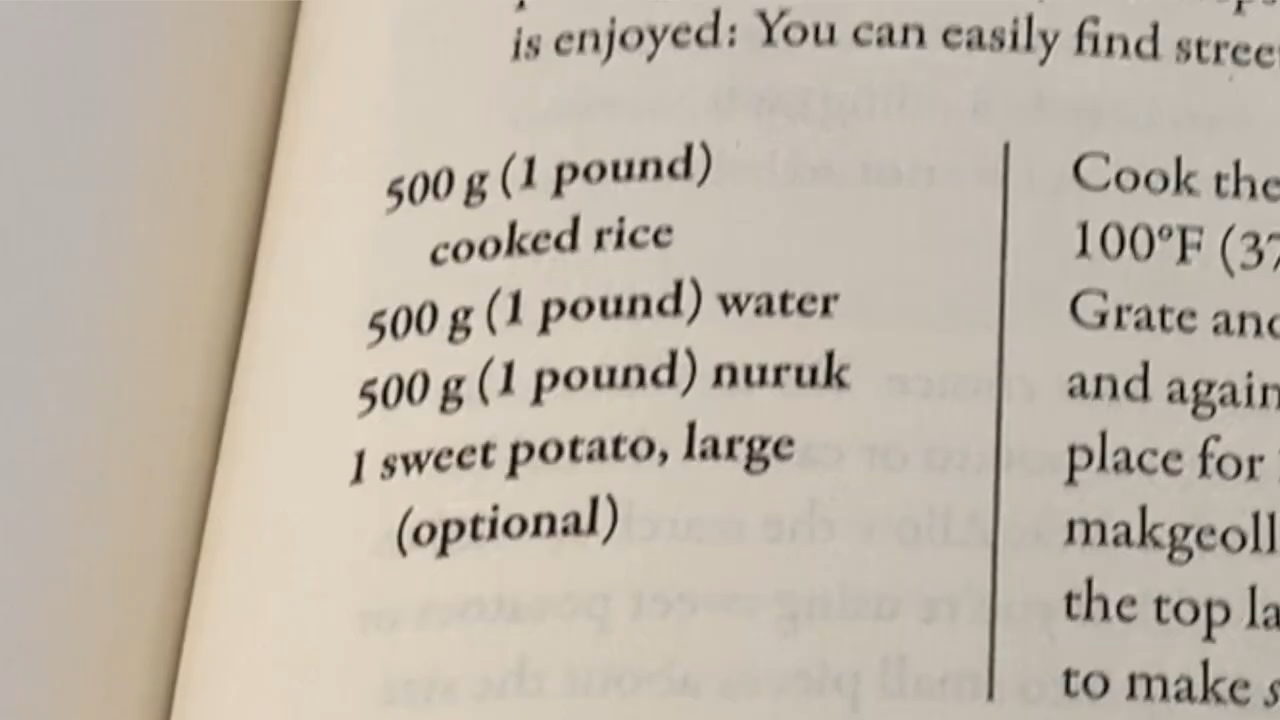 is enjoyed: You can easily find
500 g (1 pound)
cooked rice
500 g (1 pound) water
500 g (1 pound) nuruk
1 sweet potato, large
(optional)
Cook the
100°F (37
Grate and
and again
place for
makgeoll
the top la
to make s